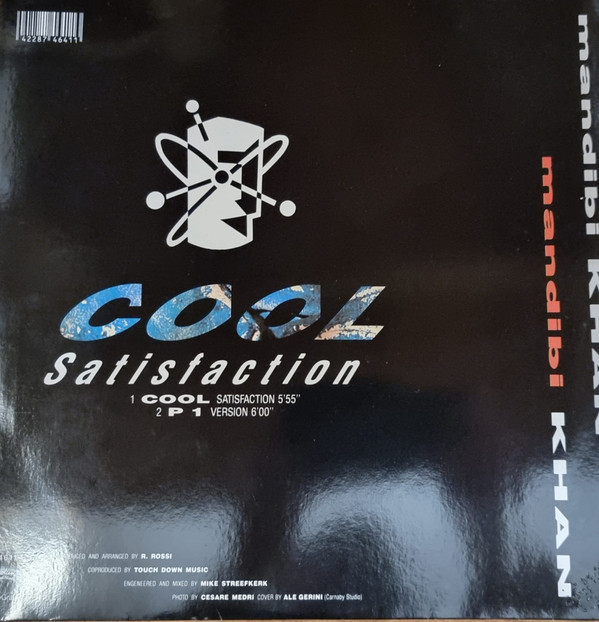 42287 46411
mandibi KHAN
mandibi KHAN
COOL
Satisfaction
1 COOL SATISFACTION 5'55"
2 P 1 VERSION 6'00"
AND ARRANGED BY R. ROSSI
COPRODUCED BY TOUCH DOWN MUSIC
ENGENEERED AND MIXED BY MIKE STREEFKERK
PHOTO BY CESARE MEDRI COVER BY ALE GERINI (Carnaby Studio)